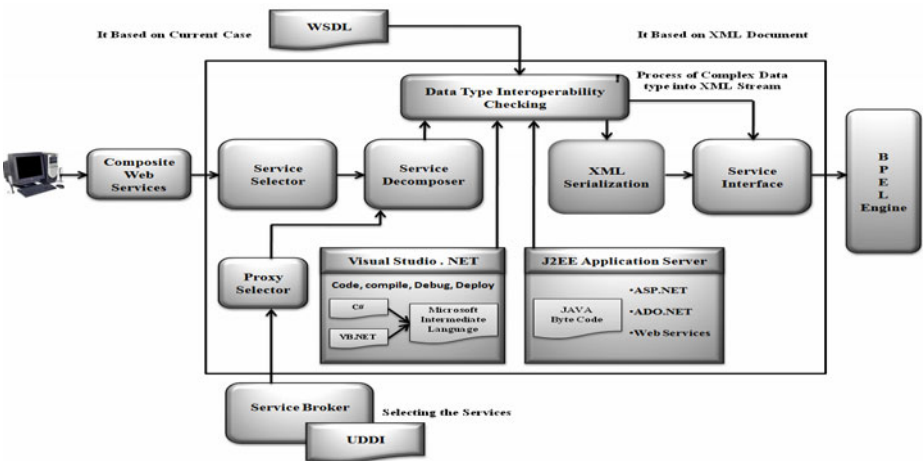 WSDL
It Based on Current Case
It Based on XML Document
Data Type Interoperability
Checking
Process of Complex Data
type into XML Stream
Composite
Web
Services
Service
Selector
Service
Decomposer
XML
Serialization
Service
Interface
B
P
E
L
Engine
Proxy
Selector
Visual Studio . NET
Code, compile, Debug, Deploy
C#
VB.NET
Microsoft
Intermediate
Language
J2EE Application Server
JAVA
Byte Code
•ASP.NET
•ADO.NET
•Web Services
Service Broker
Selecting the Services
UDDI